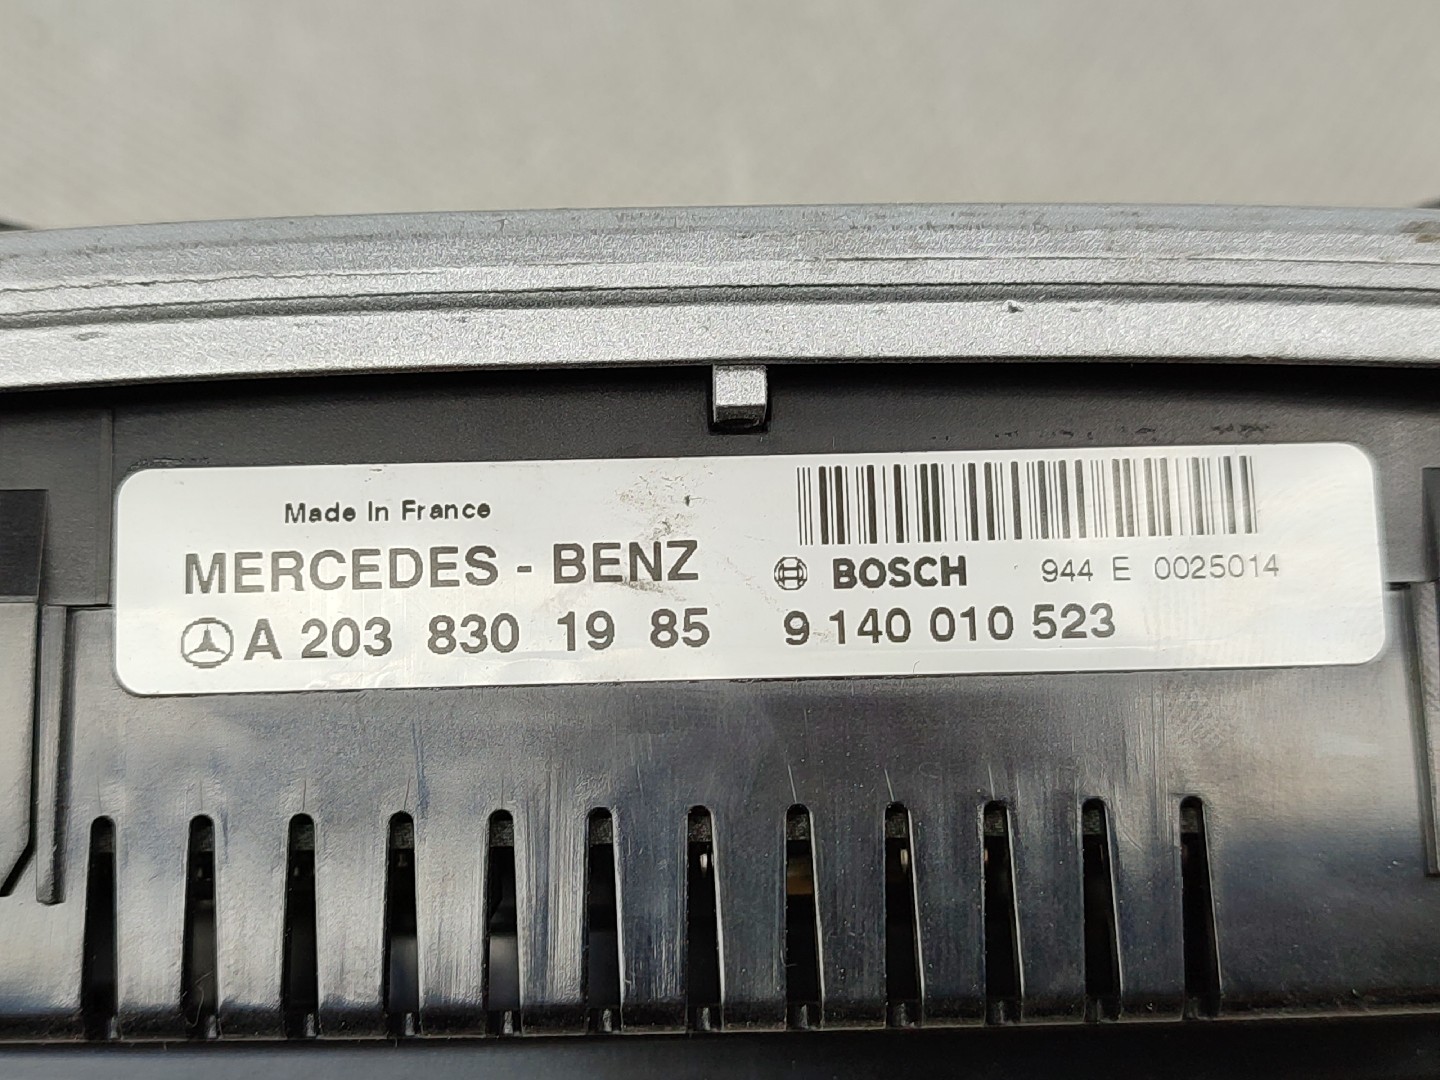 Made In France
MERCEDES - BENZ
A 203 830 19 85
BOSCH 944 E 0025014
9 140 010 523